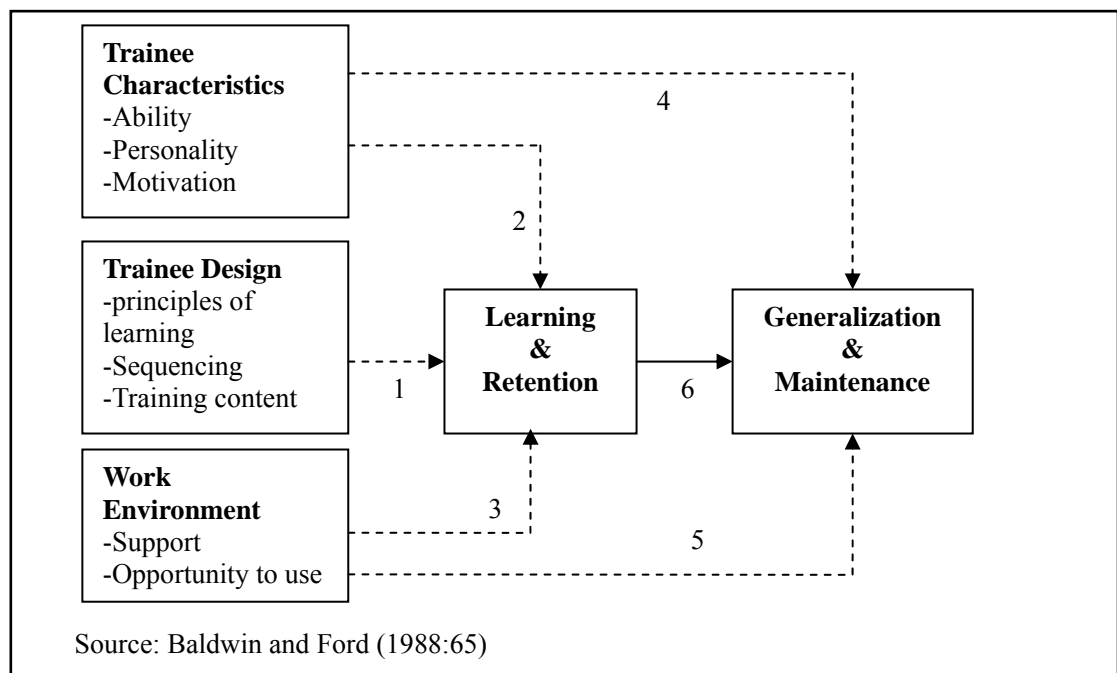 Trainee
Characteristics
-Ability
-Personality
-Motivation
4
2
Trainee Design
-principles of
learning
-Sequencing
-Training content
1
Learning
&
Retention
6
Generalization
&
Maintenance
Work
Environment
-Support
-Opportunity to use
3
5
Source: Baldwin and Ford (1988:65)